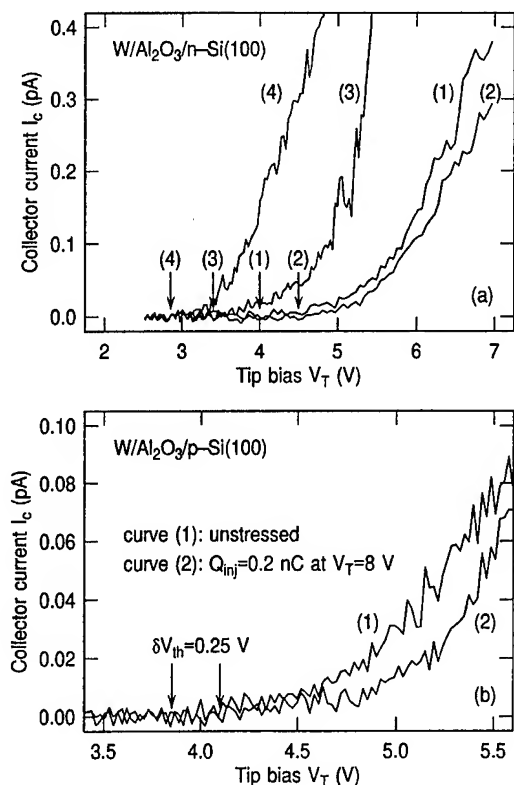 W/Al2O3/n–Si(100)
Collector current Ic (pA)
0.4
0.3
0.2
0.1
0.0
(4)
(3)
(1)
(2)
(4)
(3)
(1)
(2)
(a)
2
3
4
5
6
7
Tip bias VT (V)
W/Al2O3/p–Si(100)
Collector current Ic (pA)
0.10
0.08
0.06
0.04
0.02
0.00
curve (1): unstressed
curve (2): Qinj=0.2 nC at VT=8 V
(1)
(2)
δVth=0.25 V
(b)
3.5
4.0
4.5
5.0
5.5
Tip bias VT (V)